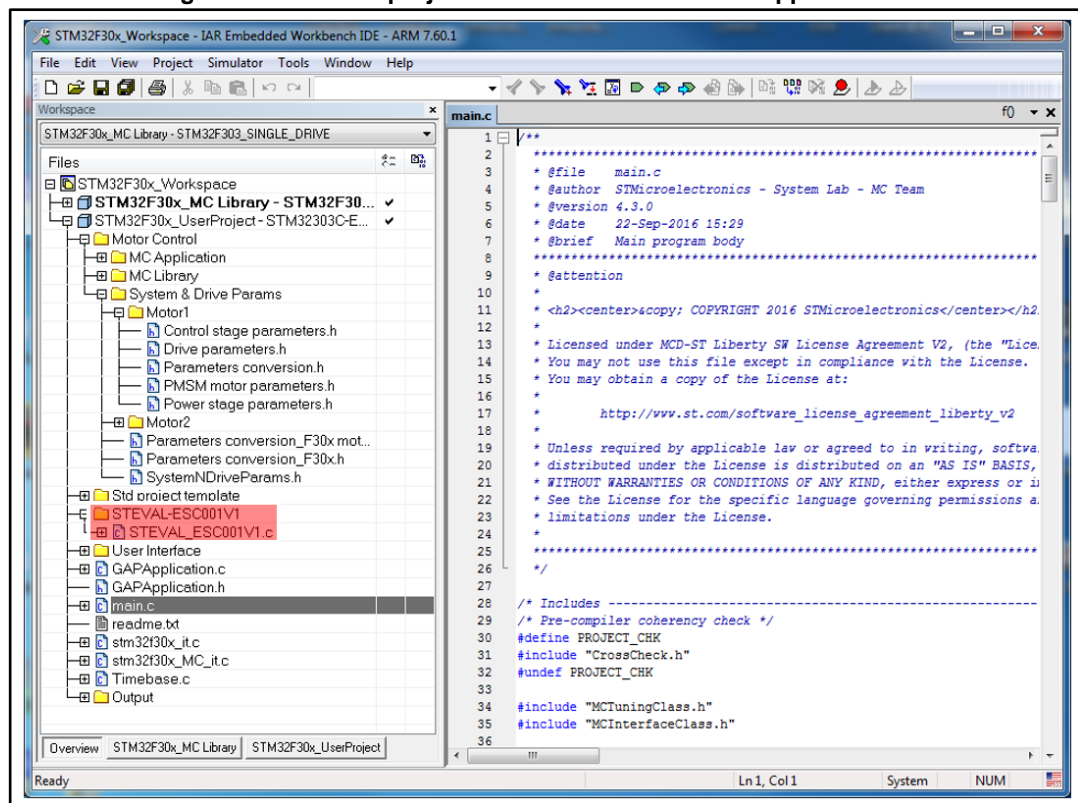 STM32F30x_Workspace - IAR Embedded Workbench IDE - ARM 7.60.1
File Edit View Project Simulator Tools Window Help
Workspace
STM32F30x_MC Library - STM32F303_SINGLE_DRIVE
Files
STM32F30x_Workspace
STM32F30x_MC Library - STM32F30...
STM32F30x_UserProject - STM32303C-E...
Motor Control
MC Application
MC Library
System & Drive Params
Motor1
Control stage parameters.h
Drive parameters.h
Parameters conversion.h
PMSM motor parameters.h
Power stage parameters.h
Motor2
Parameters conversion_F30x mot...
Parameters conversion_F30x.h
SystemNDriveParams.h
Std project template
STEVAL-ESC001V1
STEVAL_ESC001V1.c
User Interface
GAPApplication.c
GAPApplication.h
main.c
readme.txt
stm32f30x_it.c
stm32f30x_MC_it.c
Timebase.c
Output
Overview STM32F30x_MC Library STM32F30x_UserProject
main.c f()
1 /**
2 ******************************************************************
3 * @file main.c
4 * @author STMicroelectronics - System Lab - MC Team
5 * @version 4.3.0
6 * @date 22-Sep-2016 15:29
7 * @brief Main program body
8 ******************************************************************
9 * @attention
10 *
11 * <h2><center>&copy; COPYRIGHT 2016 STMicroelectronics</center></h2
12 *
13 * Licensed under MCD-ST Liberty SW License Agreement V2, (the "Lice
14 * You may not use this file except in compliance with the License.
15 * You may obtain a copy of the License at:
16 *
17 * http://www.st.com/software_license_agreement_liberty_v2
18 *
19 * Unless required by applicable law or agreed to in writing, softwa
20 * distributed under the License is distributed on an "AS IS" BASIS,
21 * WITHOUT WARRANTIES OR CONDITIONS OF ANY KIND, either express or i
22 * See the License for the specific language governing permissions a
23 * limitations under the License.
24 *
25 ******************************************************************
26 */
27
28 /* Includes ---------------------------------------------------------
29 /* Pre-compiler coherency check */
30 #define PROJECT_CHK
31 #include "CrossCheck.h"
32 #undef PROJECT_CHK
33
34 #include "MCTuningClass.h"
35 #include "MCInterfaceClass.h"
36
Ready Ln 1, Col 1 System NUM